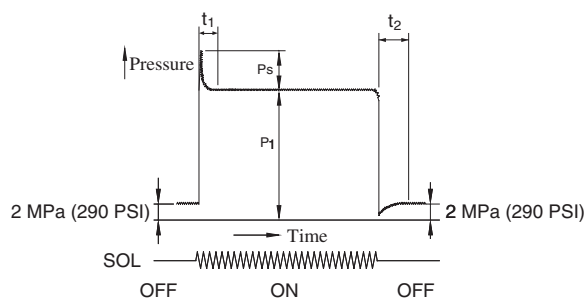 t1
t2
Pressure
Ps
P1
2 MPa (290 PSI)
2 MPa (290 PSI)
Time
SOL
OFF ON OFF